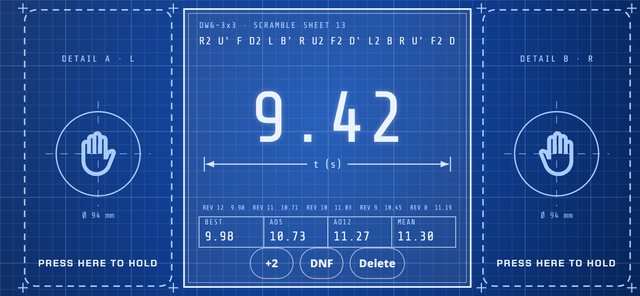 DWG-3x3 · SCRAMBLE SHEET 13
R2 U' F D2 L B' R U2 F2 D' L2 B R U' F2 D
DETAIL A · L
DETAIL B · R
9.42
t (s)
Ø 94 mm
Ø 94 mm
REV 12 9.98 REV 11 10.71 REV 10 11.03 REV 9 10.45 REV 8 11.19
BEST AO5 AO12 MEAN
9.98 10.73 11.27 11.30
PRESS HERE TO HOLD
+2 DNF Delete
PRESS HERE TO HOLD